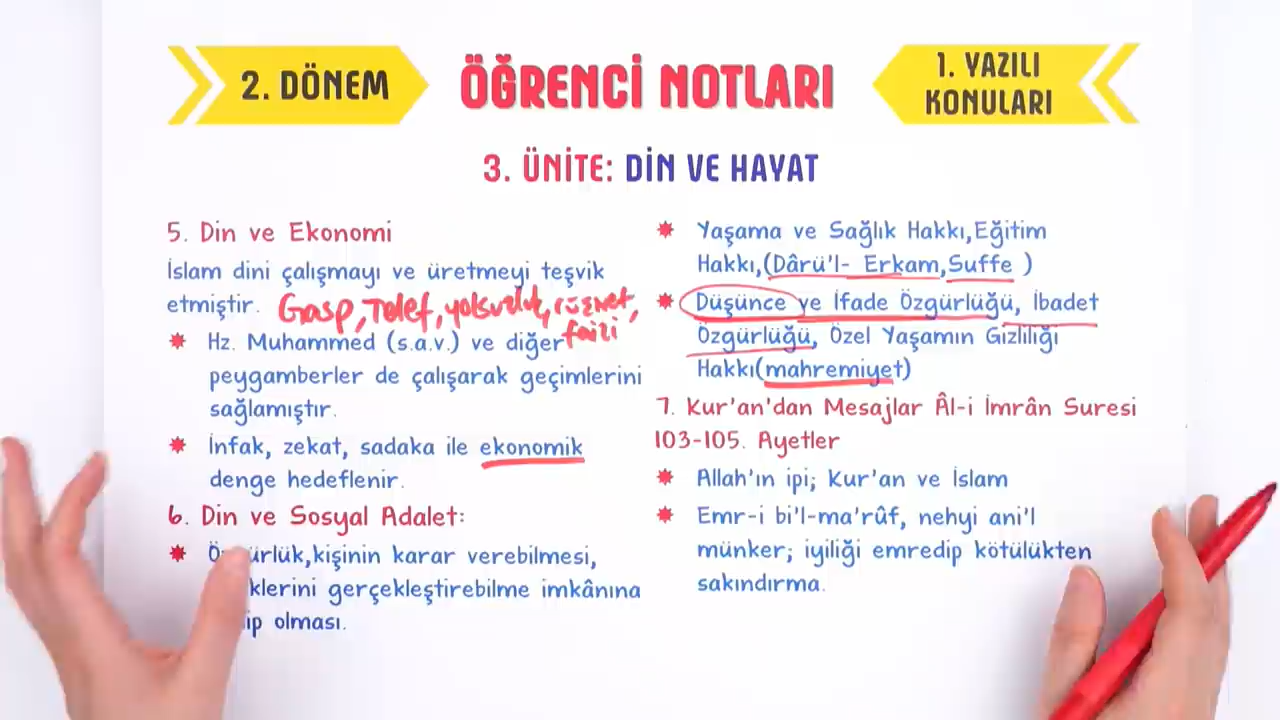 2. DÖNEM
ÖĞRENCİ NOTLARI
1. YAZILI
KONULARI
3. ÜNİTE: DİN VE HAYAT
5. Din ve Ekonomi
İslam dini çalışmayı ve üretmeyi teşvik
etmiştir. Gasp, Telef, yolsuzluk, rüşvet,
faizi
Hz. Muhammed (s.a.v.) ve diğer
peygamberler de çalışarak geçimlerini
sağlamıştır.
İnfak, zekat, sadaka ile ekonomik
denge hedeflenir.
6. Din ve Sosyal Adalet:
kişinin karar verebilmesi,
gerçekleştirebilme imkânına
olması.
Yaşama ve Sağlık Hakkı,Eğitim
Hakkı,(Dârü'l- Erkam,Suffe )
Düşünce ve İfade Özgürlüğü, İbadet
Özgürlüğü, Özel Yaşamın Gizliliği
Hakkı(mahremiyet)
7. Kur'an'dan Mesajlar Âl-i İmrân Suresi
103-105. Ayetler
Allah'ın ipi; Kur'an ve İslam
Emr-i bi'l-ma'rûf, nehyi ani'l
münker; iyiliği emredip kötülükten
sakındırma.